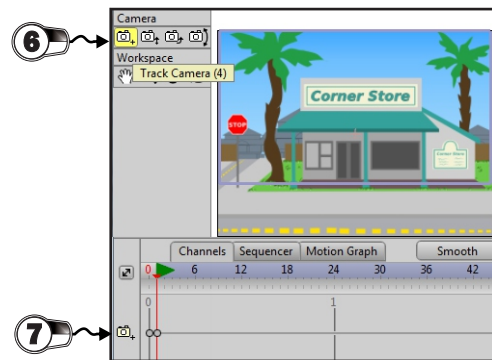 Camera
6
Workspace
Track Camera (4)
Corner Store
STOP
Corner Store
Channels Sequencer Motion Graph Smooth
0 6 12 18 24 30 36 42
0 1
7